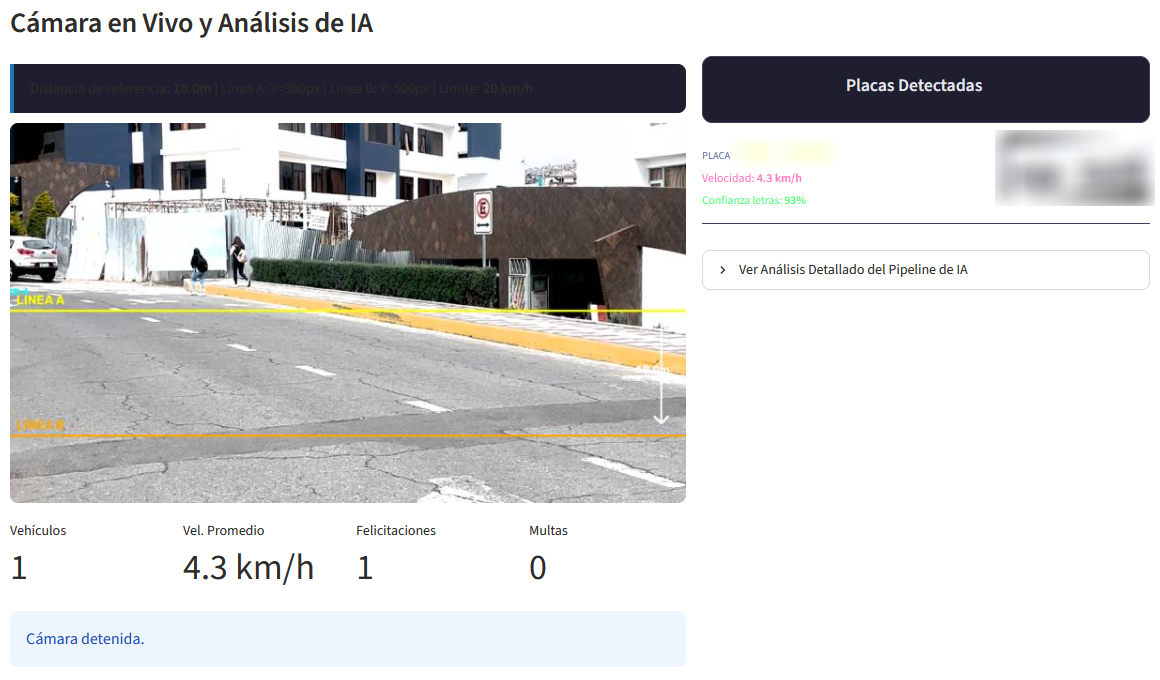 Cámara en Vivo y Análisis de IA
Distancia de referencia: 10.0m | Línea A: Y=300px | Línea B: Y=500px | Límite: 20 km/h
LINEA A
LINEA B
E
Vehículos
1
Vel. Promedio
4.3 km/h
Felicitaciones
1
Multas
0
Cámara detenida.
Placas Detectadas
PLACA
Velocidad: 4.3 km/h
Confianza letras: 93%
Ver Análisis Detallado del Pipeline de IA